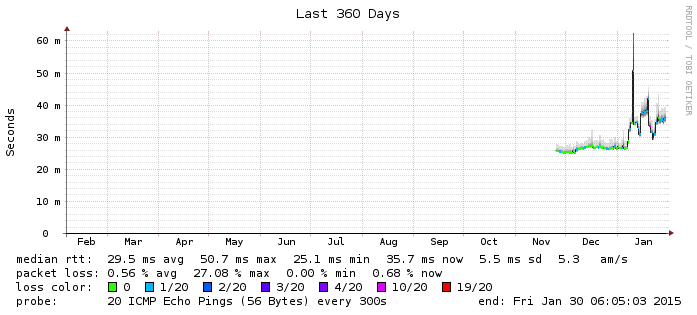 Last 360 Days
RRDTOOL / TOBI OETIKER
Seconds
60 m
50 m
40 m
30 m
20 m
10 m
0
Feb Mar Apr May Jun Jul Aug Sep Oct Nov Dec Jan
median rtt: 29.5 ms avg 50.7 ms max 25.1 ms min 35.7 ms now 5.5 ms sd 5.3 am/s
packet loss: 0.56 % avg 27.08 % max 0.00 % min 0.68 % now
loss color: 0 1/20 2/20 3/20 4/20 10/20 19/20
probe: 20 ICMP Echo Pings (56 Bytes) every 300s end: Fri Jan 30 06:05:03 2015